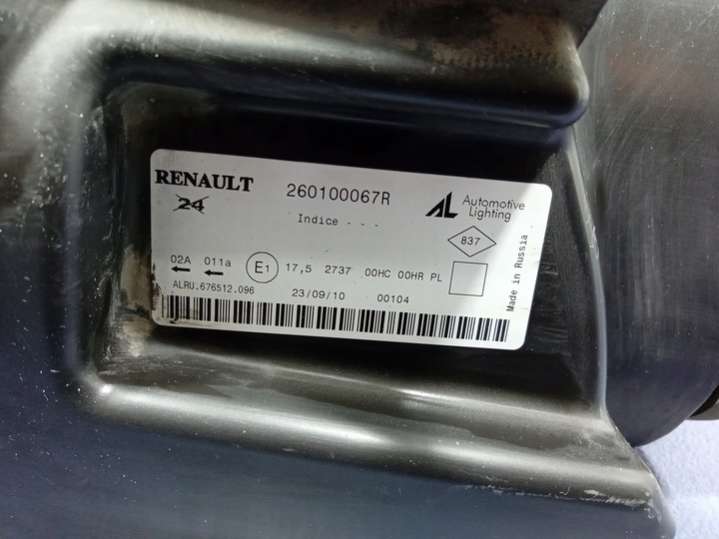 RENAULT 260100067R AL Automotive Lighting
24
Indice - - -
837
02A 011a E1 17,5 2737 00HC 00HR PL
ALRU.676512.096 23/09/10 00104
Made in Russia